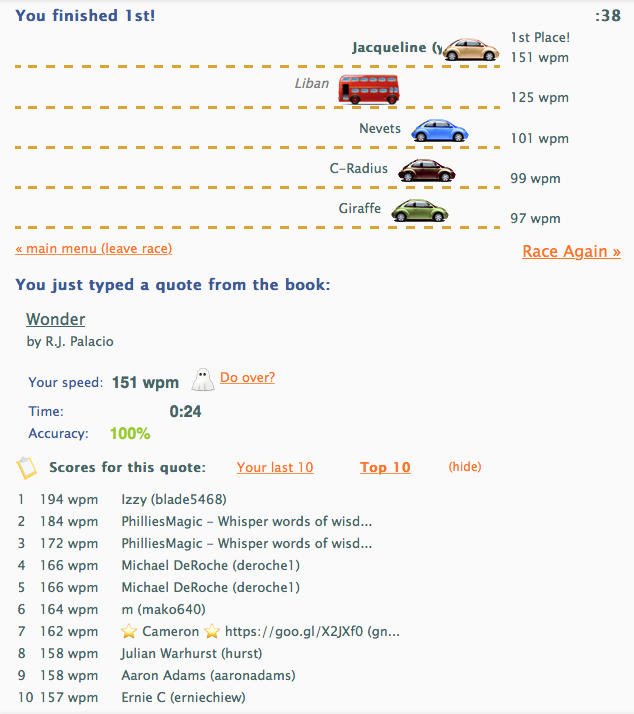 You finished 1st! :38
Jacqueline (y 1st Place!
151 wpm
Liban 125 wpm
Nevets 101 wpm
C-Radius 99 wpm
Giraffe 97 wpm
« main menu (leave race) Race Again »
You just typed a quote from the book:
Wonder
by R.J. Palacio
Your speed: 151 wpm Do over?
Time: 0:24
Accuracy: 100%
Scores for this quote: Your last 10 Top 10 (hide)
1 194 wpm Izzy (blade5468)
2 184 wpm PhilliesMagic - Whisper words of wisd...
3 172 wpm PhilliesMagic - Whisper words of wisd...
4 166 wpm Michael DeRoche (deroche1)
5 166 wpm Michael DeRoche (deroche1)
6 164 wpm m (mako640)
7 162 wpm ⭐ Cameron ⭐ https://goo.gl/X2JXf0 (gn...
8 158 wpm Julian Warhurst (hurst)
9 158 wpm Aaron Adams (aaronadams)
10 157 wpm Ernie C (erniechiew)